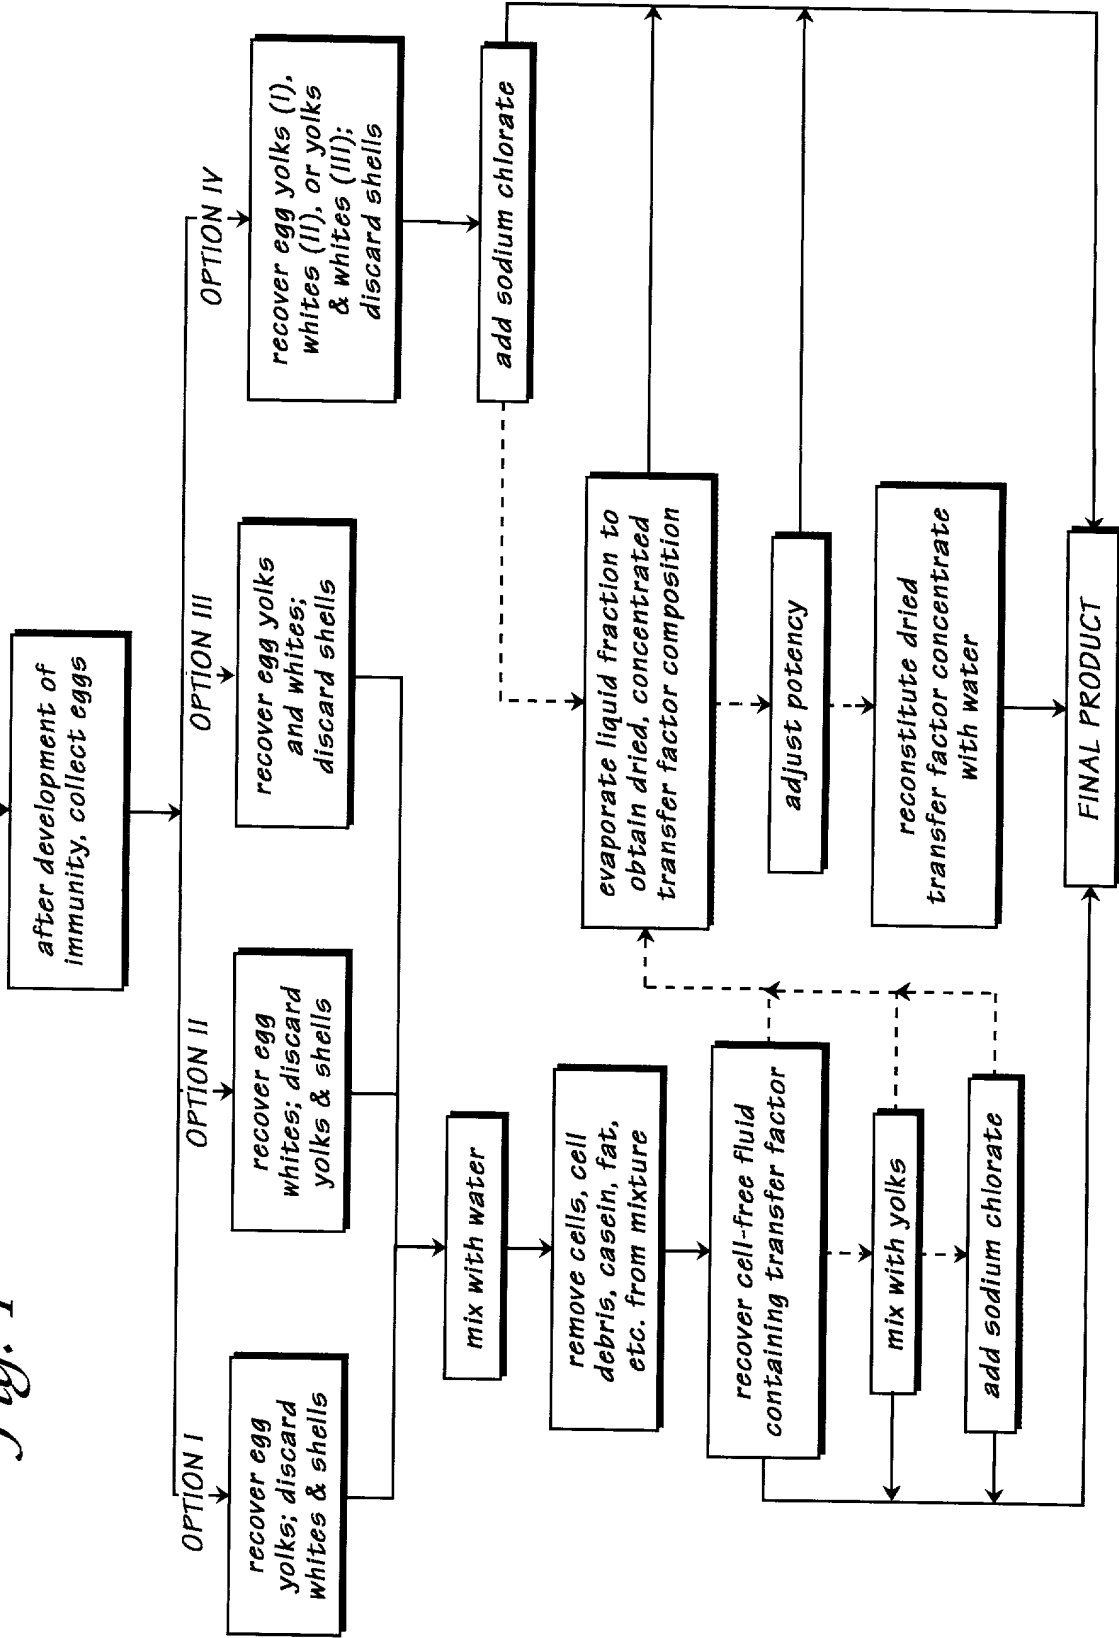 Fig. 1
after development of
immunity, collect eggs
OPTION I
OPTION II
OPTION III
OPTION IV
recover egg
yolks; discard
whites & shells
recover egg
whites; discard
yolks & shells
recover egg yolks
and whites;
discard shells
recover egg yolks (I),
whites (II), or yolks
& whites (III);
discard shells
mix with water
add sodium chlorate
remove cells, cell
debris, casein, fat,
etc. from mixture
evaporate liquid fraction to
obtain dried, concentrated
transfer factor composition
recover cell-free fluid
containing transfer factor
adjust potency
mix with yolks
reconstitute dried
transfer factor concentrate
with water
add sodium chlorate
FINAL PRODUCT